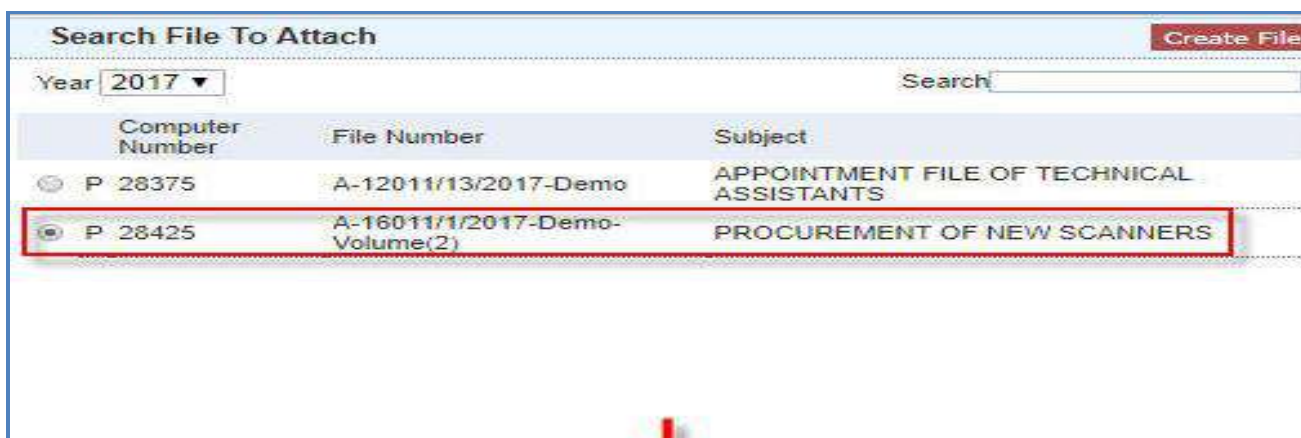 Search File To Attach
Create File
Year 2017 ▼
Search
Computer Number File Number Subject
P 28375 A-12011/13/2017-Demo APPOINTMENT FILE OF TECHNICAL ASSISTANTS
P 28425 A-16011/1/2017-Demo-Volume(2) PROCUREMENT OF NEW SCANNERS